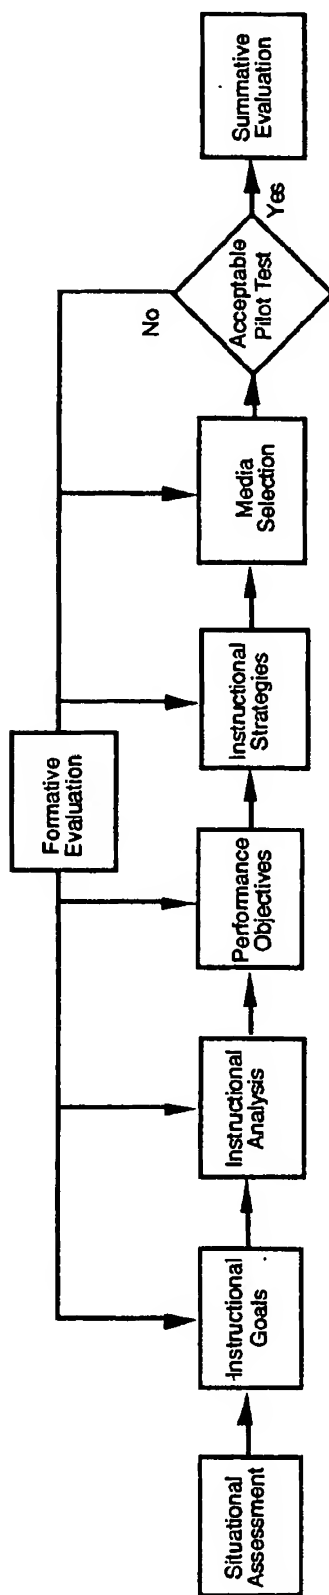 Formative
Evaluation
Situational
Assessment
Instructional
Goals
Instructional
Analysis
Performance
Objectives
Instructional
Strategies
Media
Selection
Acceptable
Pilot Test
No
Yes
Summative
Evaluation